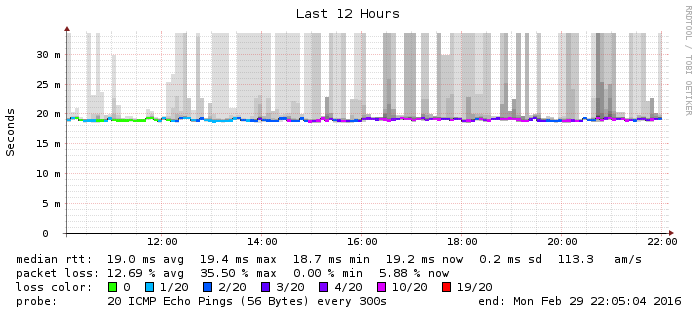 Last 12 Hours
RRDTOOL / TOBI OETIKER
Seconds
30 m
25 m
20 m
15 m
10 m
5 m
0
12:00 14:00 16:00 18:00 20:00 22:00
median rtt: 19.0 ms avg 19.4 ms max 18.7 ms min 19.2 ms now 0.2 ms sd 113.3 am/s
packet loss: 12.69 % avg 35.50 % max 0.00 % min 5.88 % now
loss color: 0 1/20 2/20 3/20 4/20 10/20 19/20
probe: 20 ICMP Echo Pings (56 Bytes) every 300s end: Mon Feb 29 22:05:04 2016